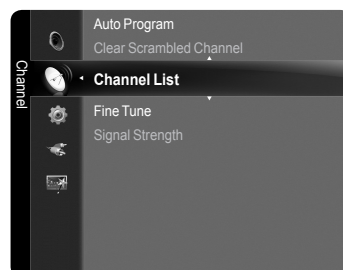 Channel
Auto Program
Clear Scrambled Channel
Channel List
Fine Tune
Signal Strength